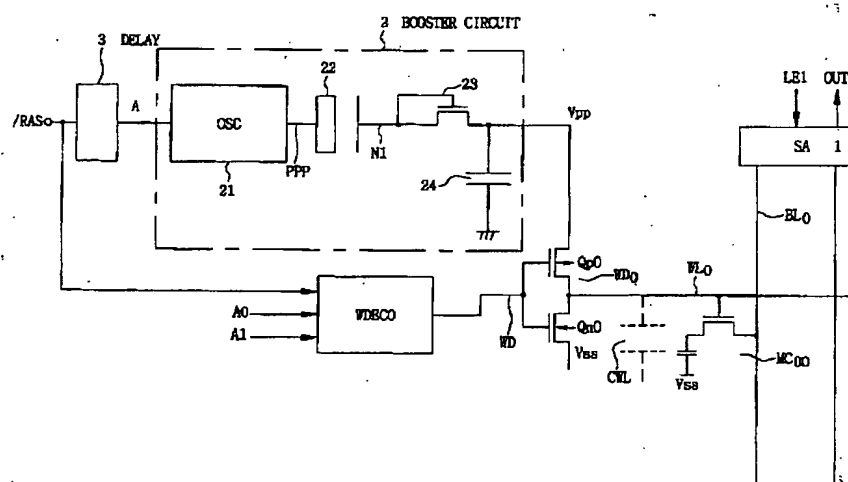 2 BOOSTER CIRCUIT
3 DELAY
22
23
LE1 OUT
A
Vpp
/RAS
OSC
SA 1
PPP
N1
24
21
BL0
Qp0
WD0
WL0
A0
WDEC0
A1
WD
Qn0
Vss
CWL
MC00
Vss